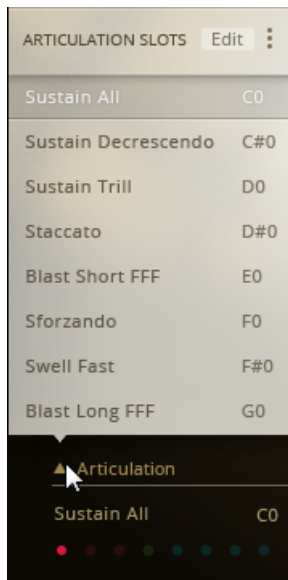 ARTICULATION SLOTS Edit
Sustain All C0
Sustain Decrescendo C#0
Sustain Trill D0
Staccato D#0
Blast Short FFF E0
Sforzando F0
Swell Fast F#0
Blast Long FFF G0
Articulation
Sustain All C0